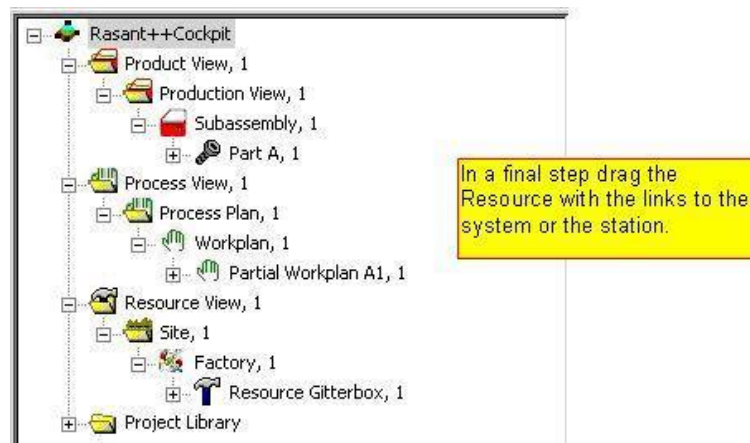 Rasant++Cockpit
Product View, 1
Production View, 1
Subassembly, 1
Part A, 1
Process View, 1
Process Plan, 1
Workplan, 1
Partial Workplan A1, 1
Resource View, 1
Site, 1
Factory, 1
Resource Gitterbox, 1
Project Library
In a final step drag the
Resource with the links to the
system or the station.